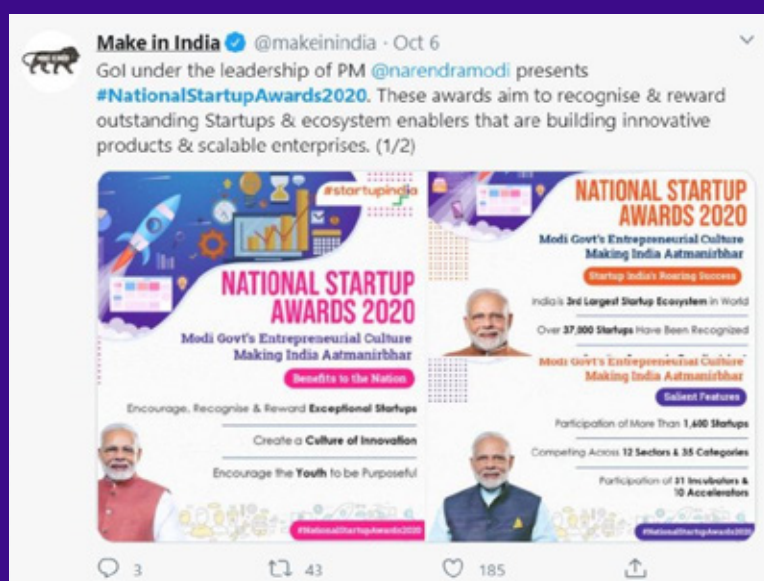 Make in India @makeinindia · Oct 6
GoI under the leadership of PM @narendramodi presents
#NationalStartupAwards2020. These awards aim to recognise & reward
outstanding Startups & ecosystem enablers that are building innovative
products & scalable enterprises. (1/2)
#startupindia
NATIONAL STARTUP
AWARDS 2020
Modi Govt's Entrepreneurial Culture
Making India Aatmanirbhar
Benefits to the Nation
Encourage, Recognise & Reward Exceptional Startups
Create a Culture of Innovation
Encourage the Youth to be Purposeful
#NationalStartupAwards2020
NATIONAL STARTUP
AWARDS 2020
Modi Govt's Entrepreneurial Culture
Making India Aatmanirbhar
Startup India's Roaring Success
India is 3rd Largest Startup Ecosystem in World
Over 37,000 Startups Have Been Recognized
Modi Govt's Entrepreneurial Culture
Making India Aatmanirbhar
Salient Features
Participation of More Than 1,600 Startups
Competing Across 12 Sectors & 35 Categories
Participation of 31 Incubators &
10 Accelerators
#NationalStartupAwards2020
3 43 185